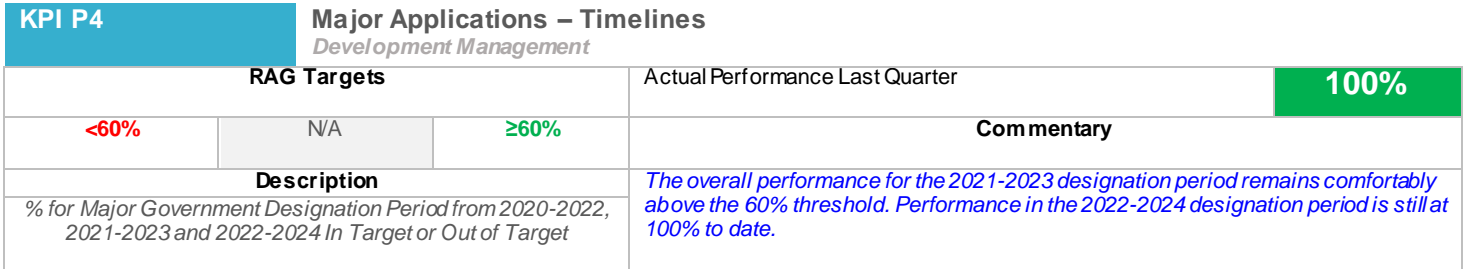 KPI P4
Major Applications – Timelines
Development Management
RAG Targets
Actual Performance Last Quarter
100%
<60%
N/A
≥60%
Commentary
Description
% for Major Government Designation Period from 2020-2022,
2021-2023 and 2022-2024 In Target or Out of Target
The overall performance for the 2021-2023 designation period remains comfortably
above the 60% threshold. Performance in the 2022-2024 designation period is still at
100% to date.